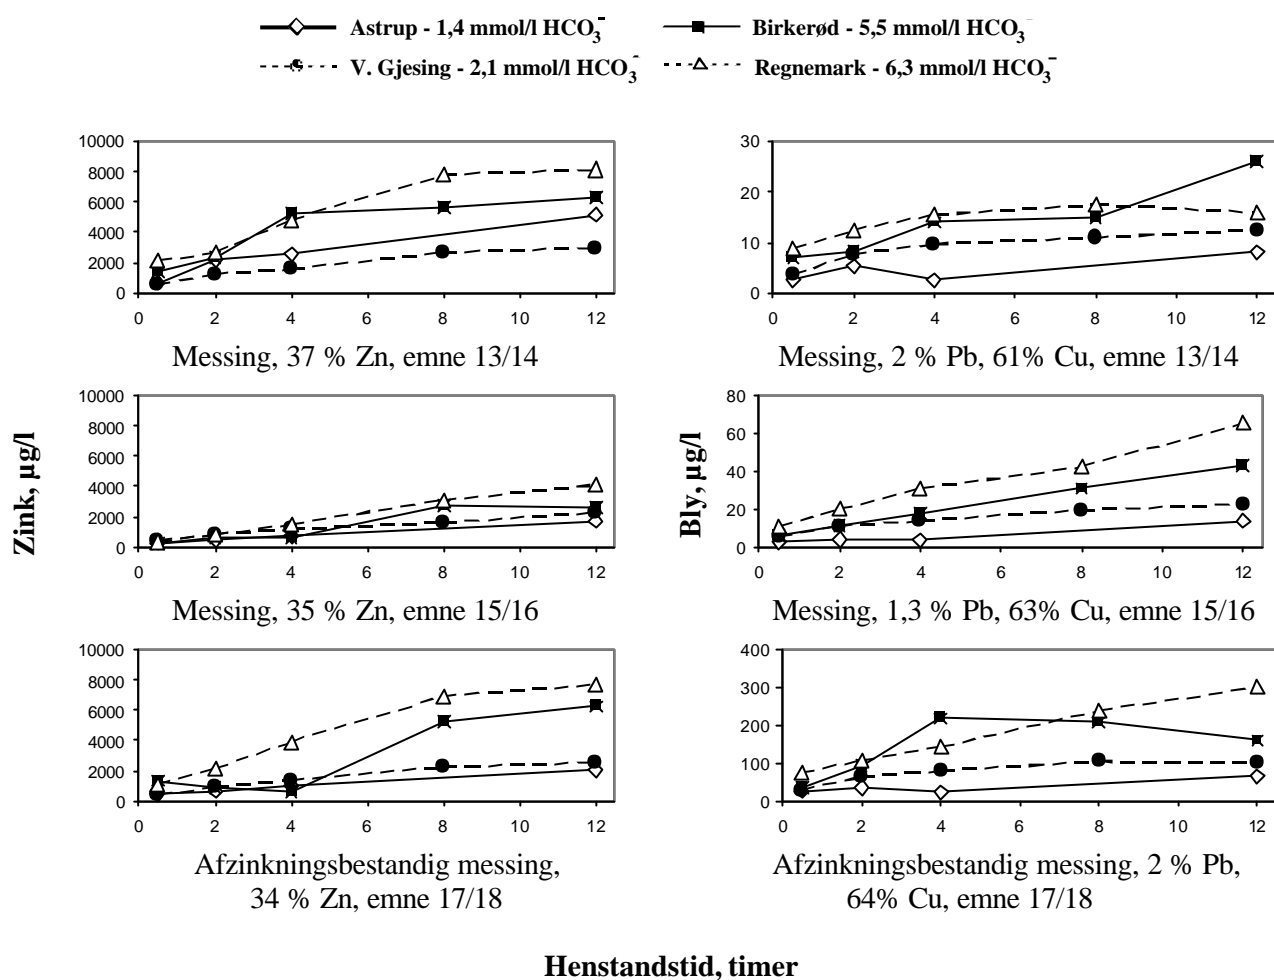 Astrup - 1,4 mmol/l HCO3- Birkerød - 5,5 mmol/l HCO3-
V. Gjesing - 2,1 mmol/l HCO3- Regnemark - 6,3 mmol/l HCO3-
Zink, µg/l
10000
8000
6000
4000
2000
0
0 2 4 6 8 10 12
Messing, 37 % Zn, emne 13/14
Bly, µg/l
30
20
10
0
0 2 4 6 8 10 12
Messing, 2 % Pb, 61% Cu, emne 13/14
10000
8000
6000
4000
2000
0
0 2 4 6 8 10 12
Messing, 35 % Zn, emne 15/16
80
60
40
20
0
0 2 4 6 8 10 12
Messing, 1,3 % Pb, 63% Cu, emne 15/16
10000
8000
6000
4000
2000
0
0 2 4 6 8 10 12
Afzinkningsbestandig messing,
34 % Zn, emne 17/18
400
300
200
100
0
0 2 4 6 8 10 12
Afzinkningsbestandig messing, 2 % Pb,
64% Cu, emne 17/18
Henstandstid, timer